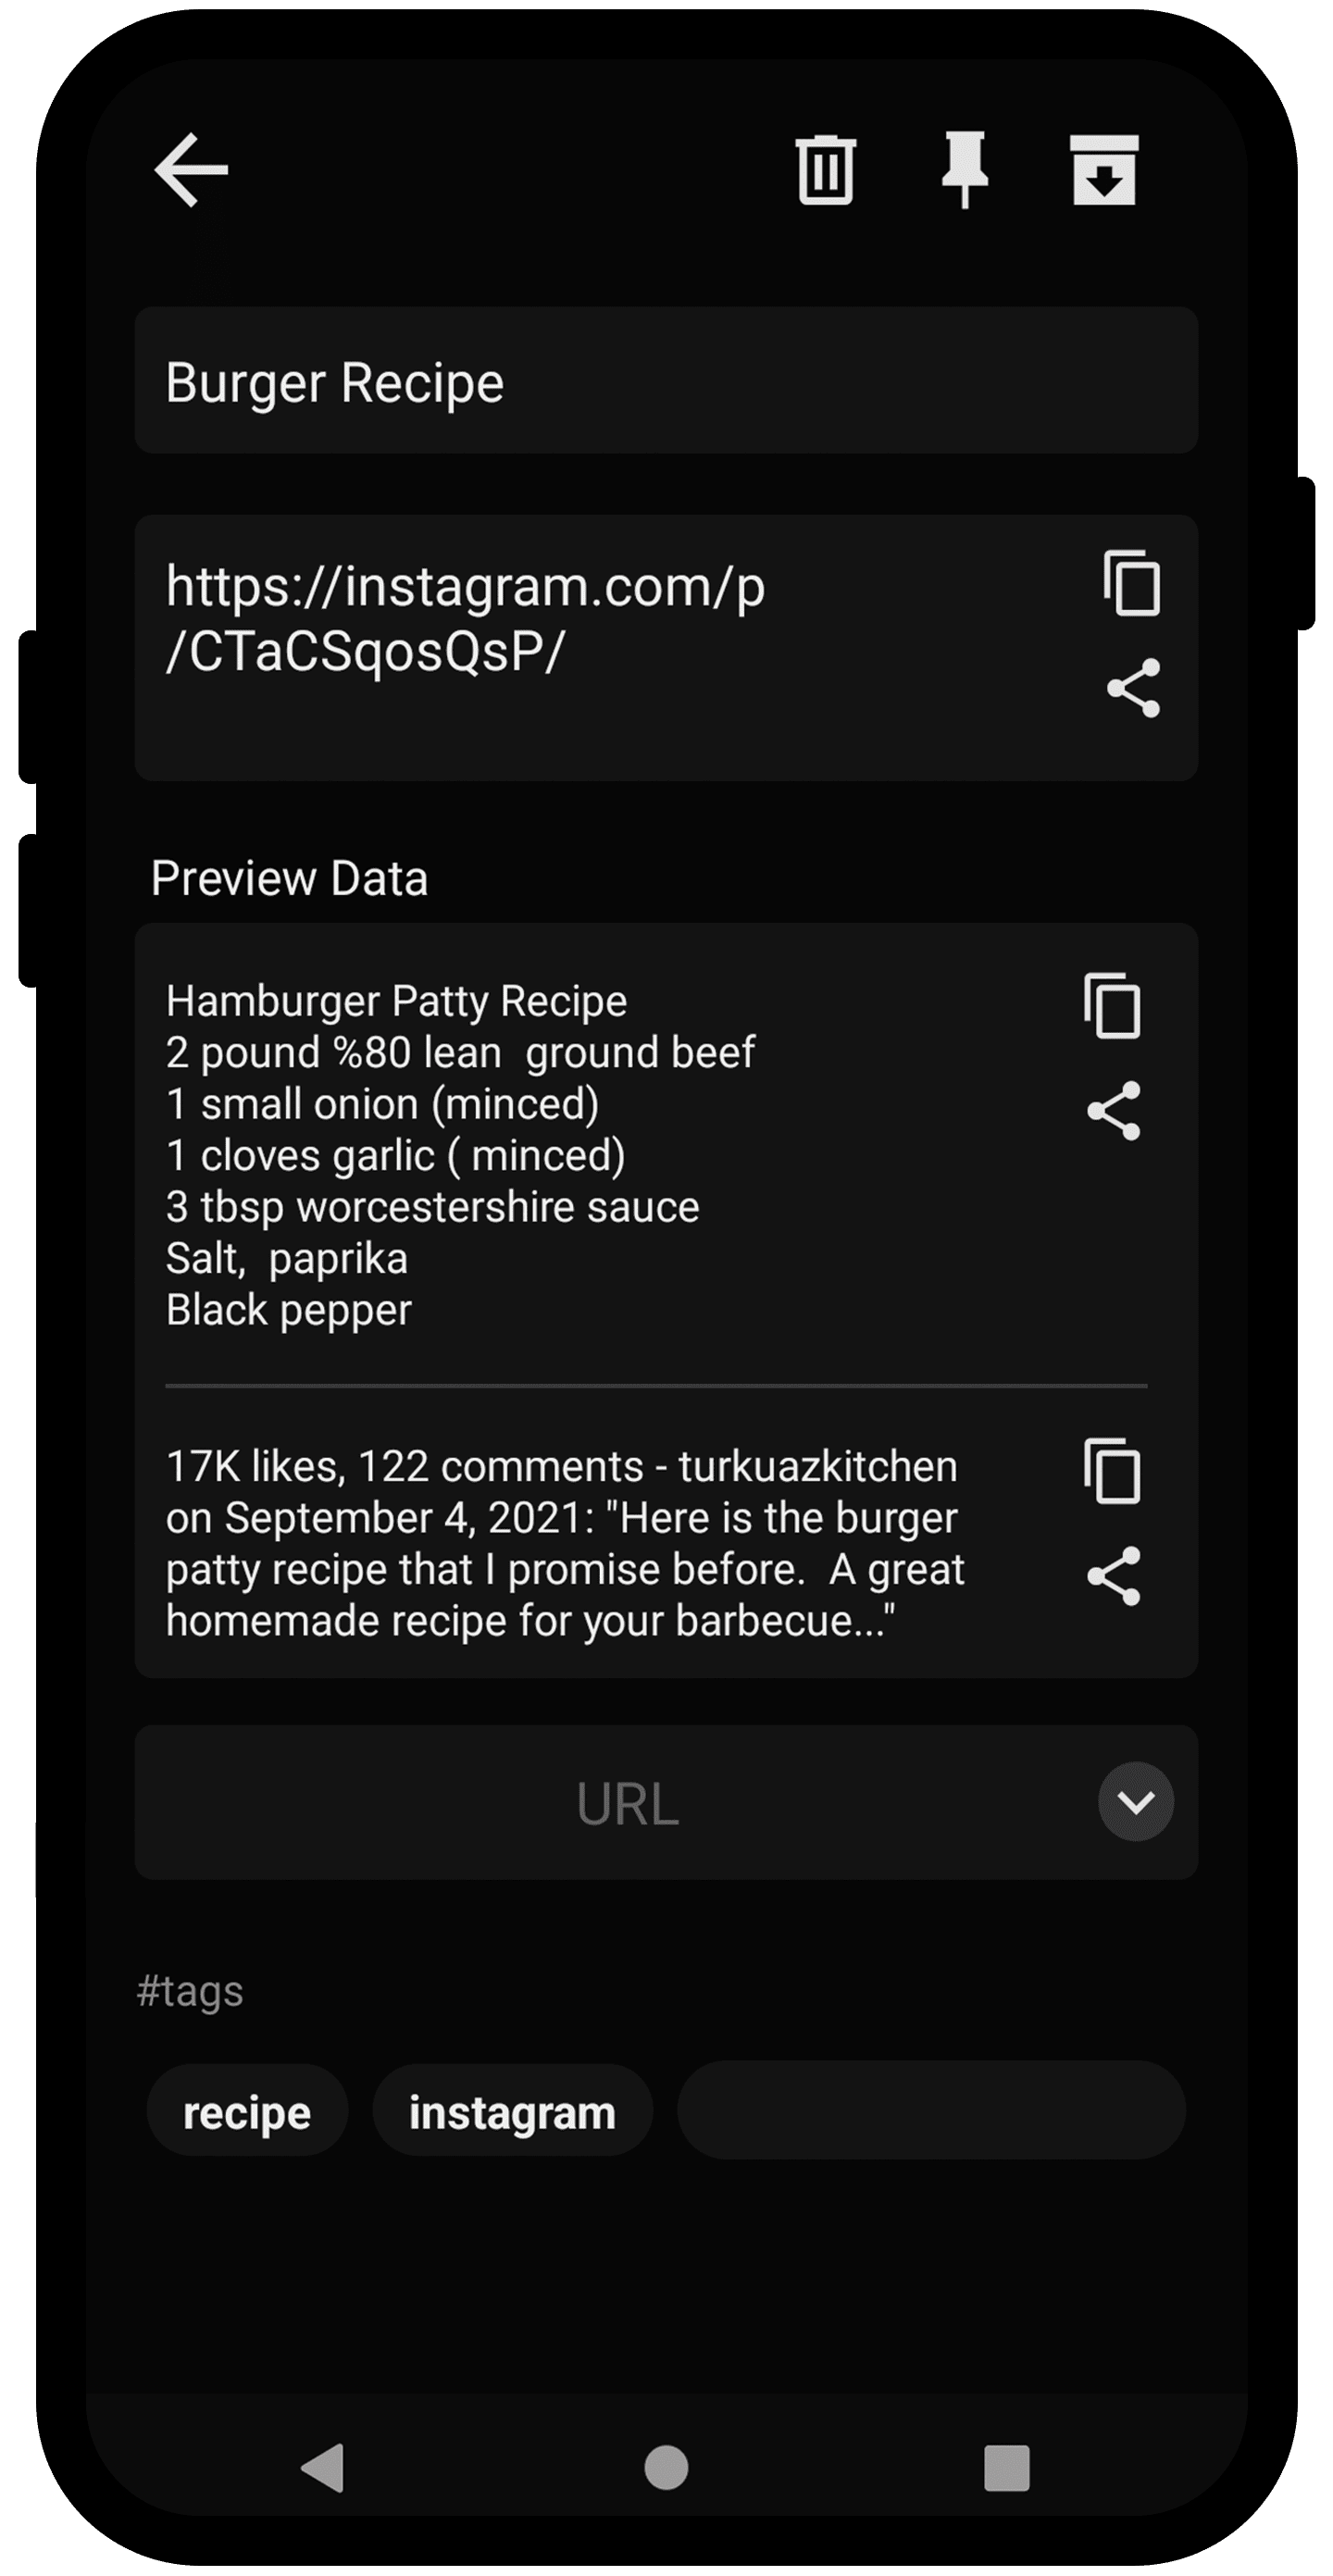 Burger Recipe
https://instagram.com/p
/CTaCSqosQsP/
Preview Data
Hamburger Patty Recipe
2 pound %80 lean  ground beef
1 small onion (minced)
1 cloves garlic ( minced)
3 tbsp worcestershire sauce
Salt,  paprika
Black pepper
17K likes, 122 comments - turkuazkitchen
on September 4, 2021: "Here is the burger
patty recipe that I promise before.  A great
homemade recipe for your barbecue..."
URL
#tags
recipe instagram